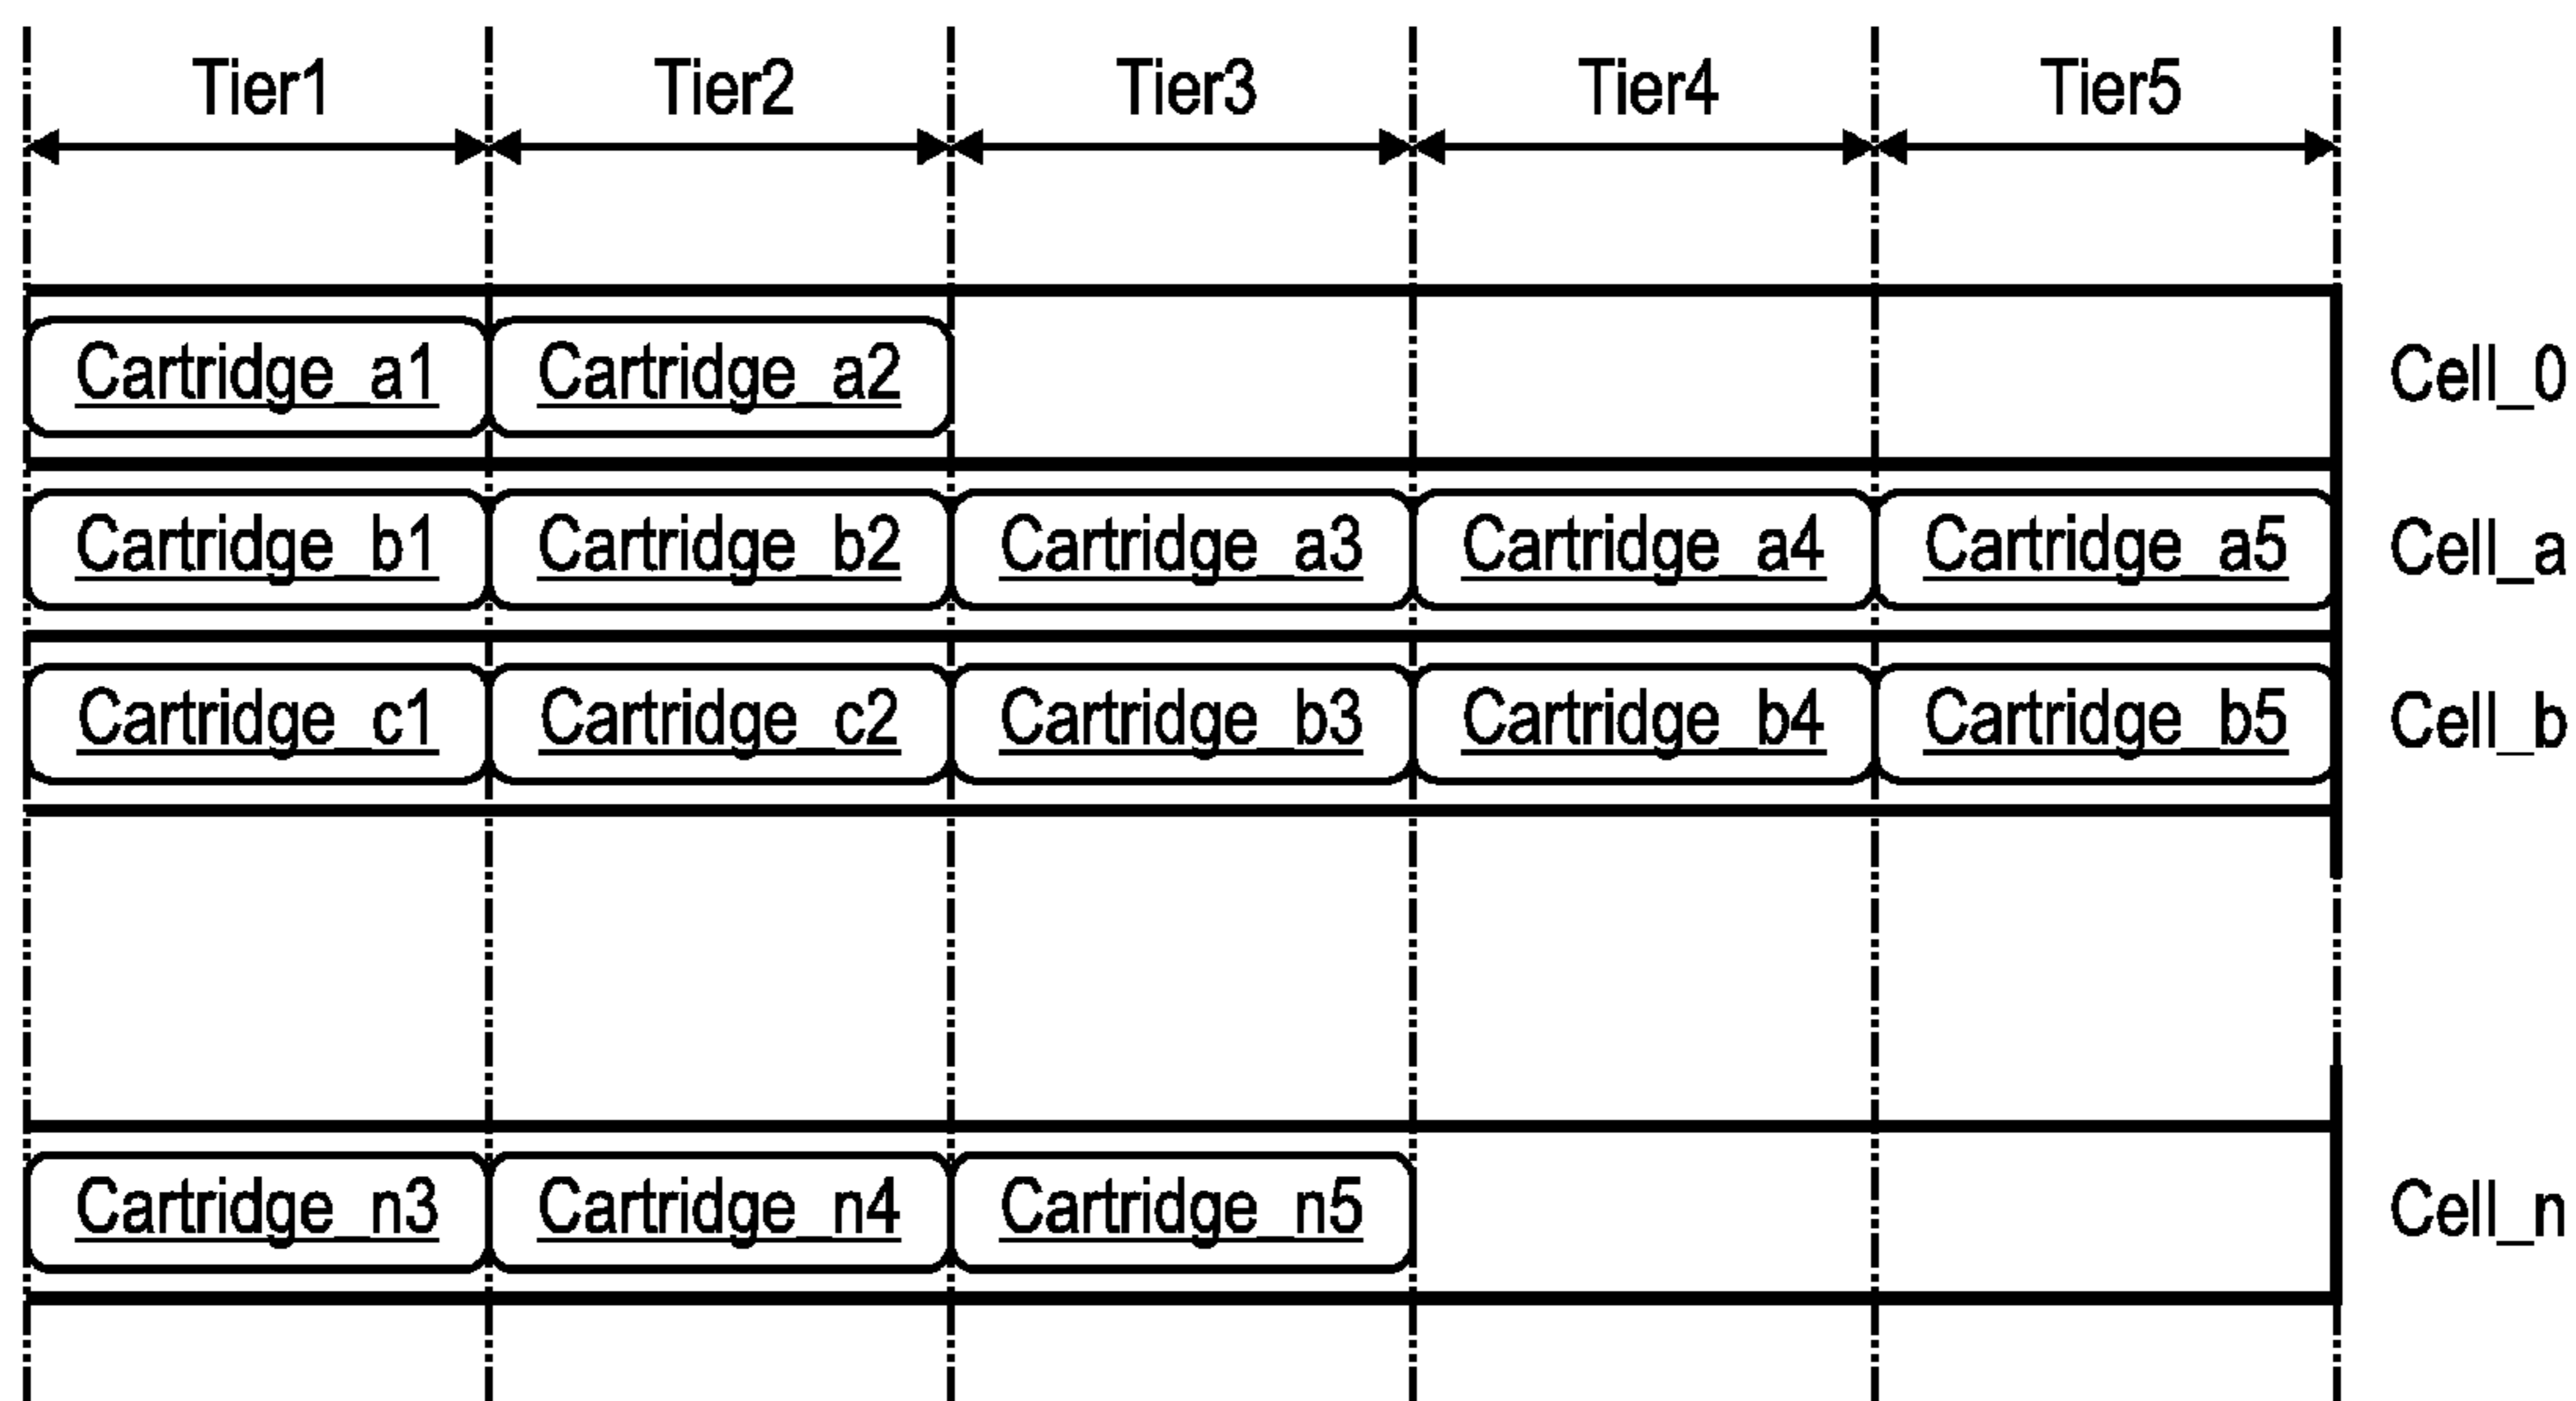 Tier1 Tier2 Tier3 Tier4 Tier5
Cartridge_a1 Cartridge_a2 Cell_0
Cartridge_b1 Cartridge_b2 Cartridge_a3 Cartridge_a4 Cartridge_a5 Cell_a
Cartridge_c1 Cartridge_c2 Cartridge_b3 Cartridge_b4 Cartridge_b5 Cell_b
Cartridge_n3 Cartridge_n4 Cartridge_n5 Cell_n